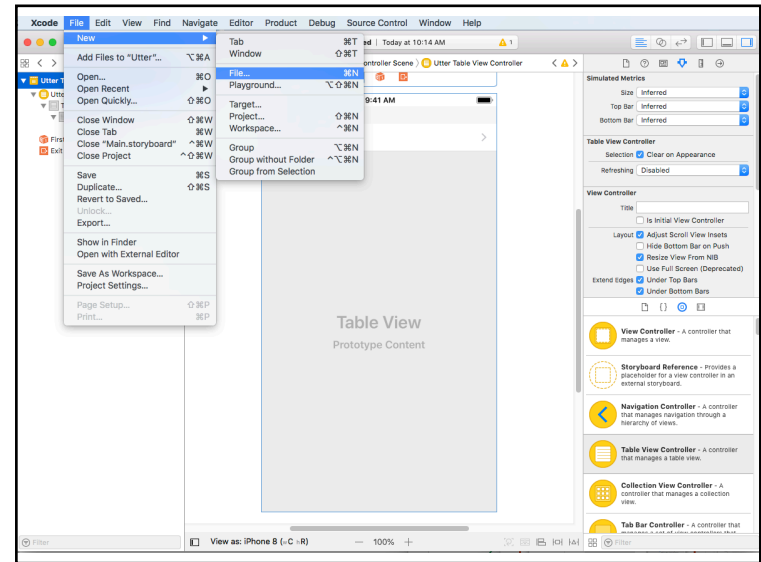 Xcode File Edit View Find Navigate Editor Product Debug Source Control Window Help
New
Add Files to “Utter”... ⌥⌘A
Open... ⌘O
Open Recent
Open Quickly... ⇧⌘O
Close Window ⇧⌘W
Close Tab ⌘W
Close “Main.storyboard” ^⌘W
Close Project ^⇧⌘W
Save ⌘S
Duplicate... ⇧⌘S
Revert to Saved...
Unlock...
Export...
Show in Finder
Open with External Editor
Save As Workspace...
Project Settings...
Page Setup... ⇧⌘P
Print... ⌘P
Tab ⌘T
Window ⇧⌘T
File... ⌘N
Playground... ⌥⇧⌘N
Target...
Project... ⇧⌘N
Workspace... ^⌘N
Group ⌥⌘N
Group without Folder ^⌥⌘N
Group from Selection
Today at 10:14 AM
1
Utter Table View Controller
Utter T
Utte
First
Exit
Filter
9:41 AM
Table View
Prototype Content
View as: iPhone 8 (wC hR)
100%
Simulated Metrics
Size Inferred
Top Bar Inferred
Bottom Bar Inferred
Table View Controller
Selection Clear on Appearance
Refreshing Disabled
View Controller
Title
Is Initial View Controller
Layout Adjust Scroll View Insets
Hide Bottom Bar on Push
Resize View From NIB
Use Full Screen (Deprecated)
Extend Edges Under Top Bars
Under Bottom Bars
View Controller - A controller that
manages a view.
Storyboard Reference - Provides a
placeholder for a view controller in an
external storyboard.
Navigation Controller - A controller
that manages navigation through a
hierarchy of views.
Table View Controller - A controller
that manages a table view.
Collection View Controller - A
controller that manages a collection
view.
Tab Bar Controller - A controller that
Filter